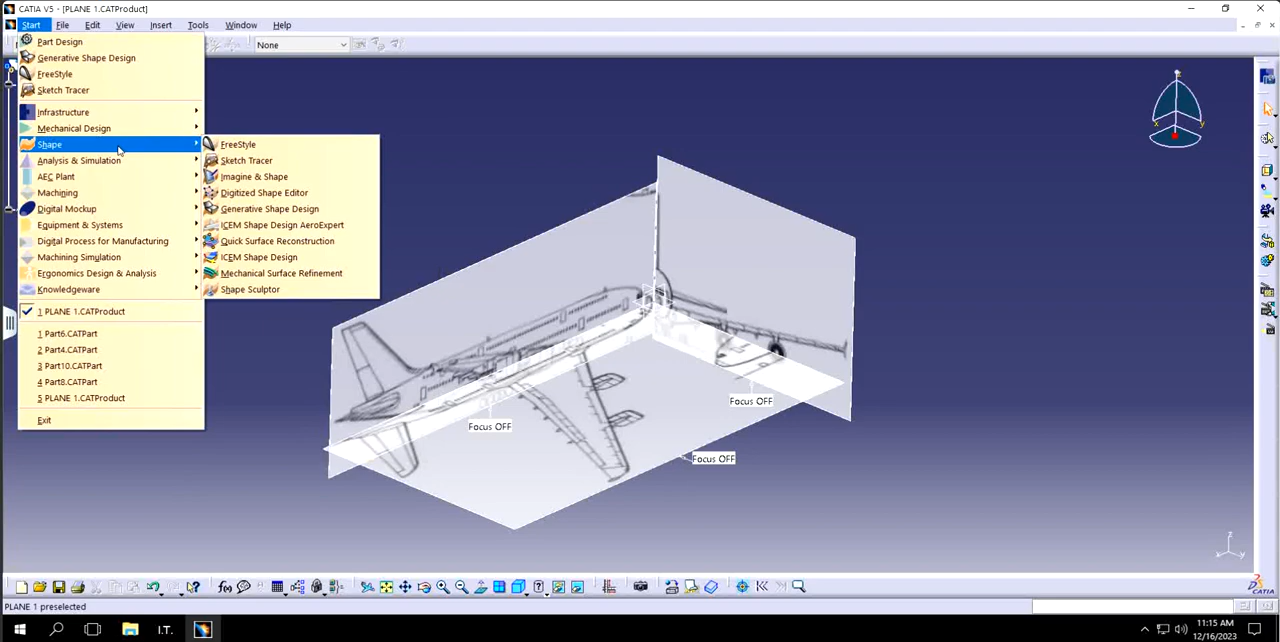 CATIA V5 - [PLANE 1.CATProduct]
Start File Edit View Insert Tools Window Help
None
Part Design
Generative Shape Design
FreeStyle
Sketch Tracer
Infrastructure
Mechanical Design
Shape
Analysis & Simulation
AEC Plant
Machining
Digital Mockup
Equipment & Systems
Digital Process for Manufacturing
Machining Simulation
Ergonomics Design & Analysis
Knowledgeware
1 PLANE 1.CATProduct
1 Part6.CATPart
2 Part4.CATPart
3 Part10.CATPart
4 Part8.CATPart
5 PLANE 1.CATProduct
Exit
FreeStyle
Sketch Tracer
Imagine & Shape
Digitized Shape Editor
Generative Shape Design
ICEM Shape Design AeroExpert
Quick Surface Reconstruction
ICEM Shape Design
Mechanical Surface Refinement
Shape Sculptor
z
x y
Focus OFF
Focus OFF
Focus OFF
z
x y
f(x)
CATIA
PLANE 1 preselected
I.T.
11:15 AM
12/16/2023